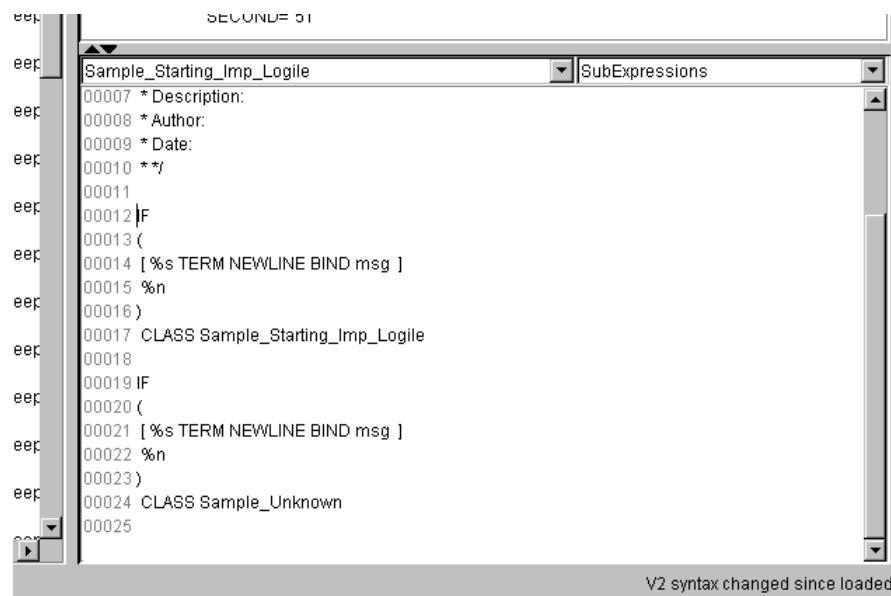 SECOND= 51
Sample_Starting_Imp_Logile SubExpressions
00007 * Description:
00008 * Author:
00009 * Date:
00010 * */
00011
00012 IF
00013 (
00014 [ %s TERM NEWLINE BIND msg ]
00015 %n
00016 )
00017 CLASS Sample_Starting_Imp_Logile
00018
00019 IF
00020 (
00021 [ %s TERM NEWLINE BIND msg ]
00022 %n
00023 )
00024 CLASS Sample_Unknown
00025
V2 syntax changed since loaded